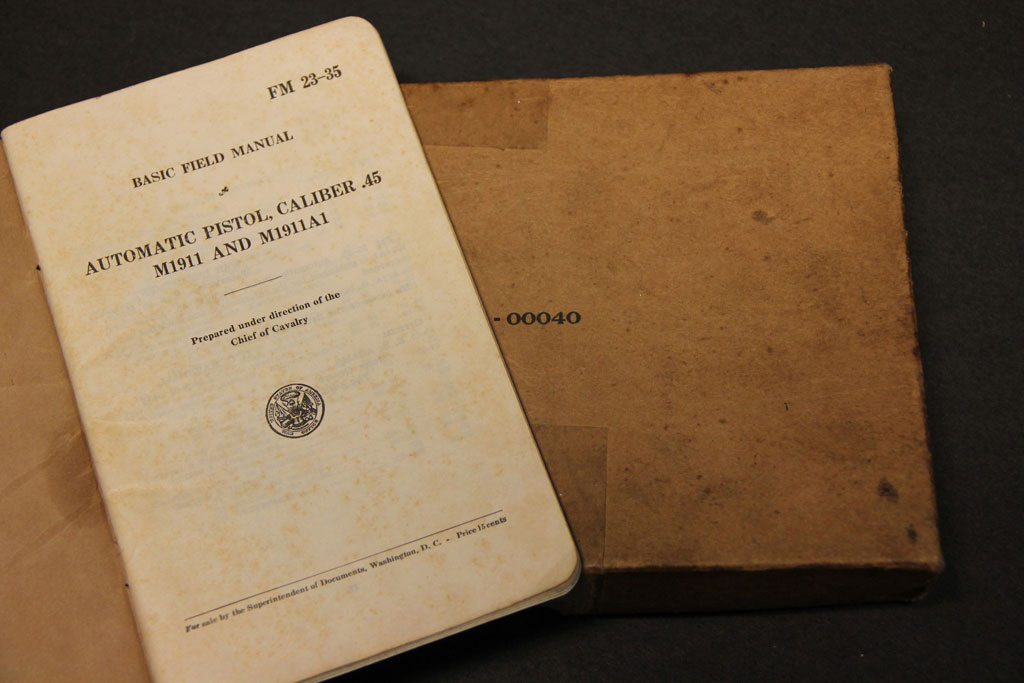 FM 23–35
BASIC FIELD MANUAL
AUTOMATIC PISTOL, CALIBER .45
M1911 AND M1911A1
Prepared under direction of the
Chief of Cavalry
For sale by the Superintendent of Documents, Washington, D. C. - Price 15 cents
- 00040